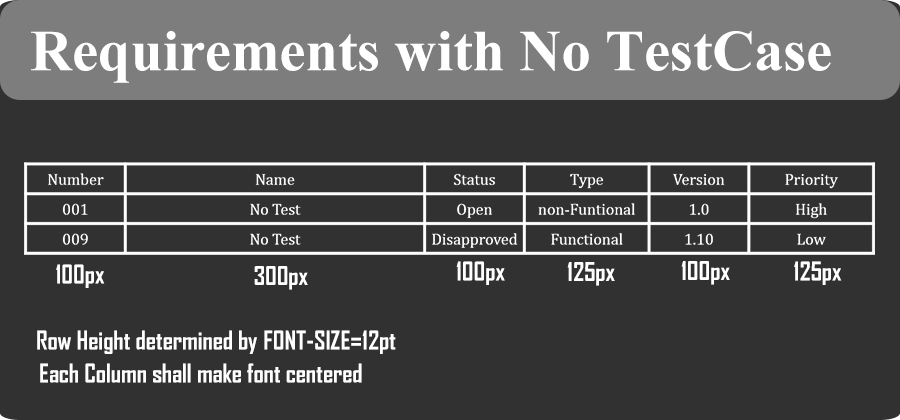 Requirements with No TestCase
Number Name Status Type Version Priority
001 No Test Open non-Funtional 1.0 High
009 No Test Disapproved Functional 1.10 Low
100px 300px 100px 125px 100px 125px
Row Height determined by FONT-SIZE=12pt
Each Column shall make font centered